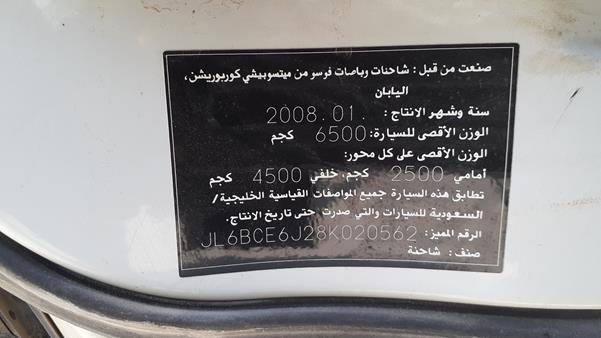 صنعت من قبل : شاحنات وباصات فوسو من ميتسوبيشي كوربوريشن،
اليابان
سنة وشهر الانتاج : 2008.01.
الوزن الأقصى للسيارة: 6500 كجم
الوزن الأقصى على كل محور:
أمامي 2500 كجم، خلفي 4500 كجم
تطابق هذه السيارة جميع المواصفات القياسية الخليجية/
السعودية للسيارات والتي صدرت حتى تاريخ الانتاج.
الرقم المميز: JL6BCE6J28K020562
صنف : شاحنة